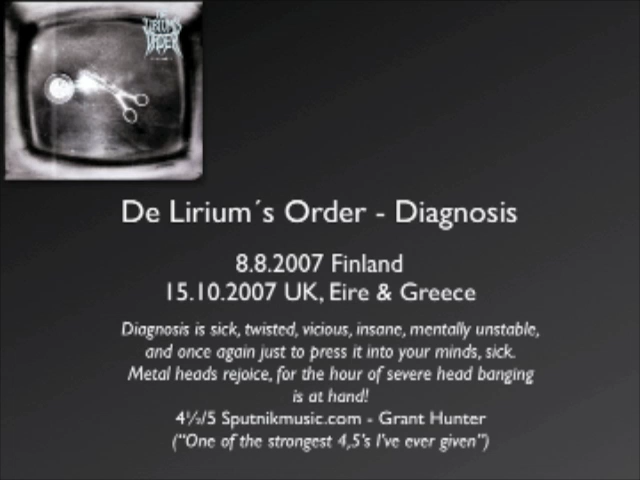 De Lirium´s Order - Diagnosis
8.8.2007 Finland
15.10.2007 UK, Eire & Greece
Diagnosis is sick, twisted, vicious, insane, mentally unstable,
and once again just to press it into your minds, sick.
Metal heads rejoice, for the hour of severe head banging
is at hand!
4½/5 Sputnikmusic.com - Grant Hunter
("One of the strongest 4,5's I've ever given")